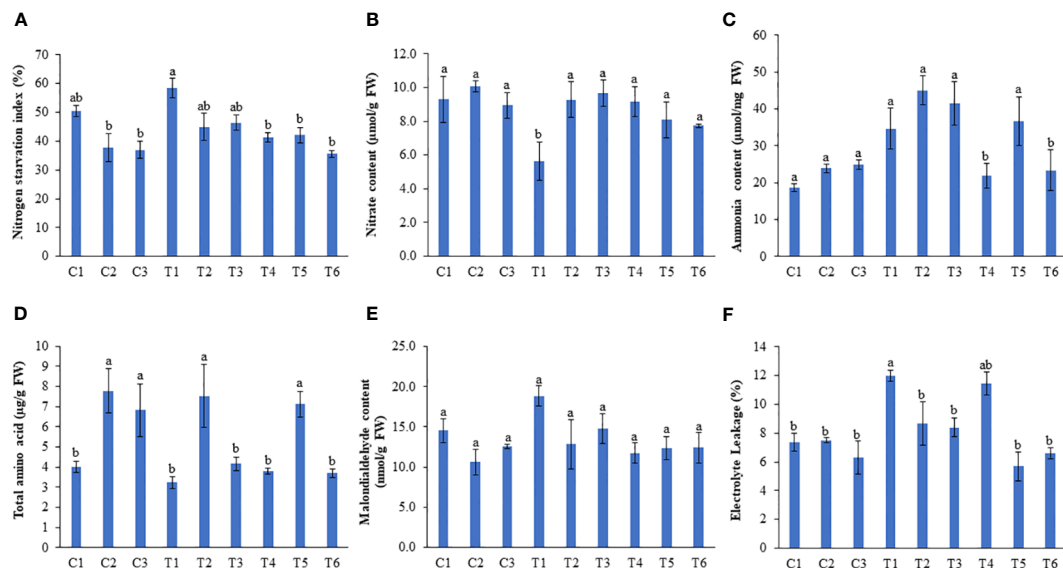 A
Nitrogen starvation index (%)
70
60
50
40
30
20
10
0
ab
b
b
a
ab
ab
b
b
b
C1 C2 C3 T1 T2 T3 T4 T5 T6
B
Nitrate content (µmol/g FW)
12.0
10.0
8.0
6.0
4.0
2.0
0.0
a
a
a
b
a
a
a
a
a
C1 C2 C3 T1 T2 T3 T4 T5 T6
C
Ammonia content (µmol/mg FW)
60
50
40
30
20
10
0
a
a
a
a
a
a
b
a
b
C1 C2 C3 T1 T2 T3 T4 T5 T6
D
Total amino acid (µg/g FW)
10
9
8
7
6
5
4
3
2
1
0
b
a
a
b
a
b
b
a
b
C1 C2 C3 T1 T2 T3 T4 T5 T6
E
Malondialdehyde content
(nmol/g FW)
25.0
20.0
15.0
10.0
5.0
0.0
a
a
a
a
a
a
a
a
a
C1 C2 C3 T1 T2 T3 T4 T5 T6
F
Electrolyte Leakage (%)
14
12
10
8
6
4
2
0
b
b
b
a
b
b
ab
b
b
C1 C2 C3 T1 T2 T3 T4 T5 T6